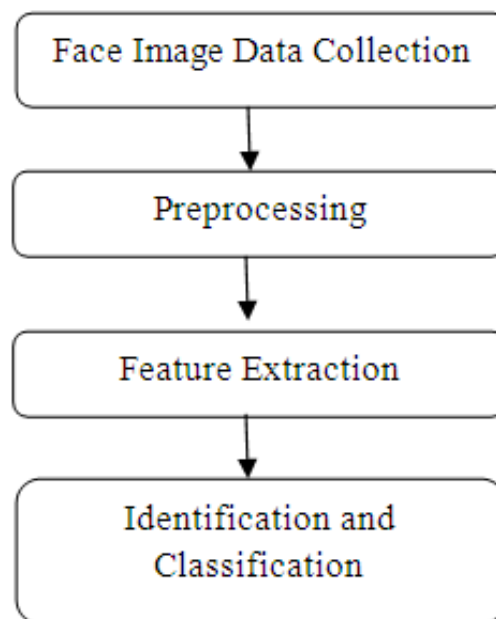 Face Image Data Collection
Preprocessing
Feature Extraction
Identification and
Classification